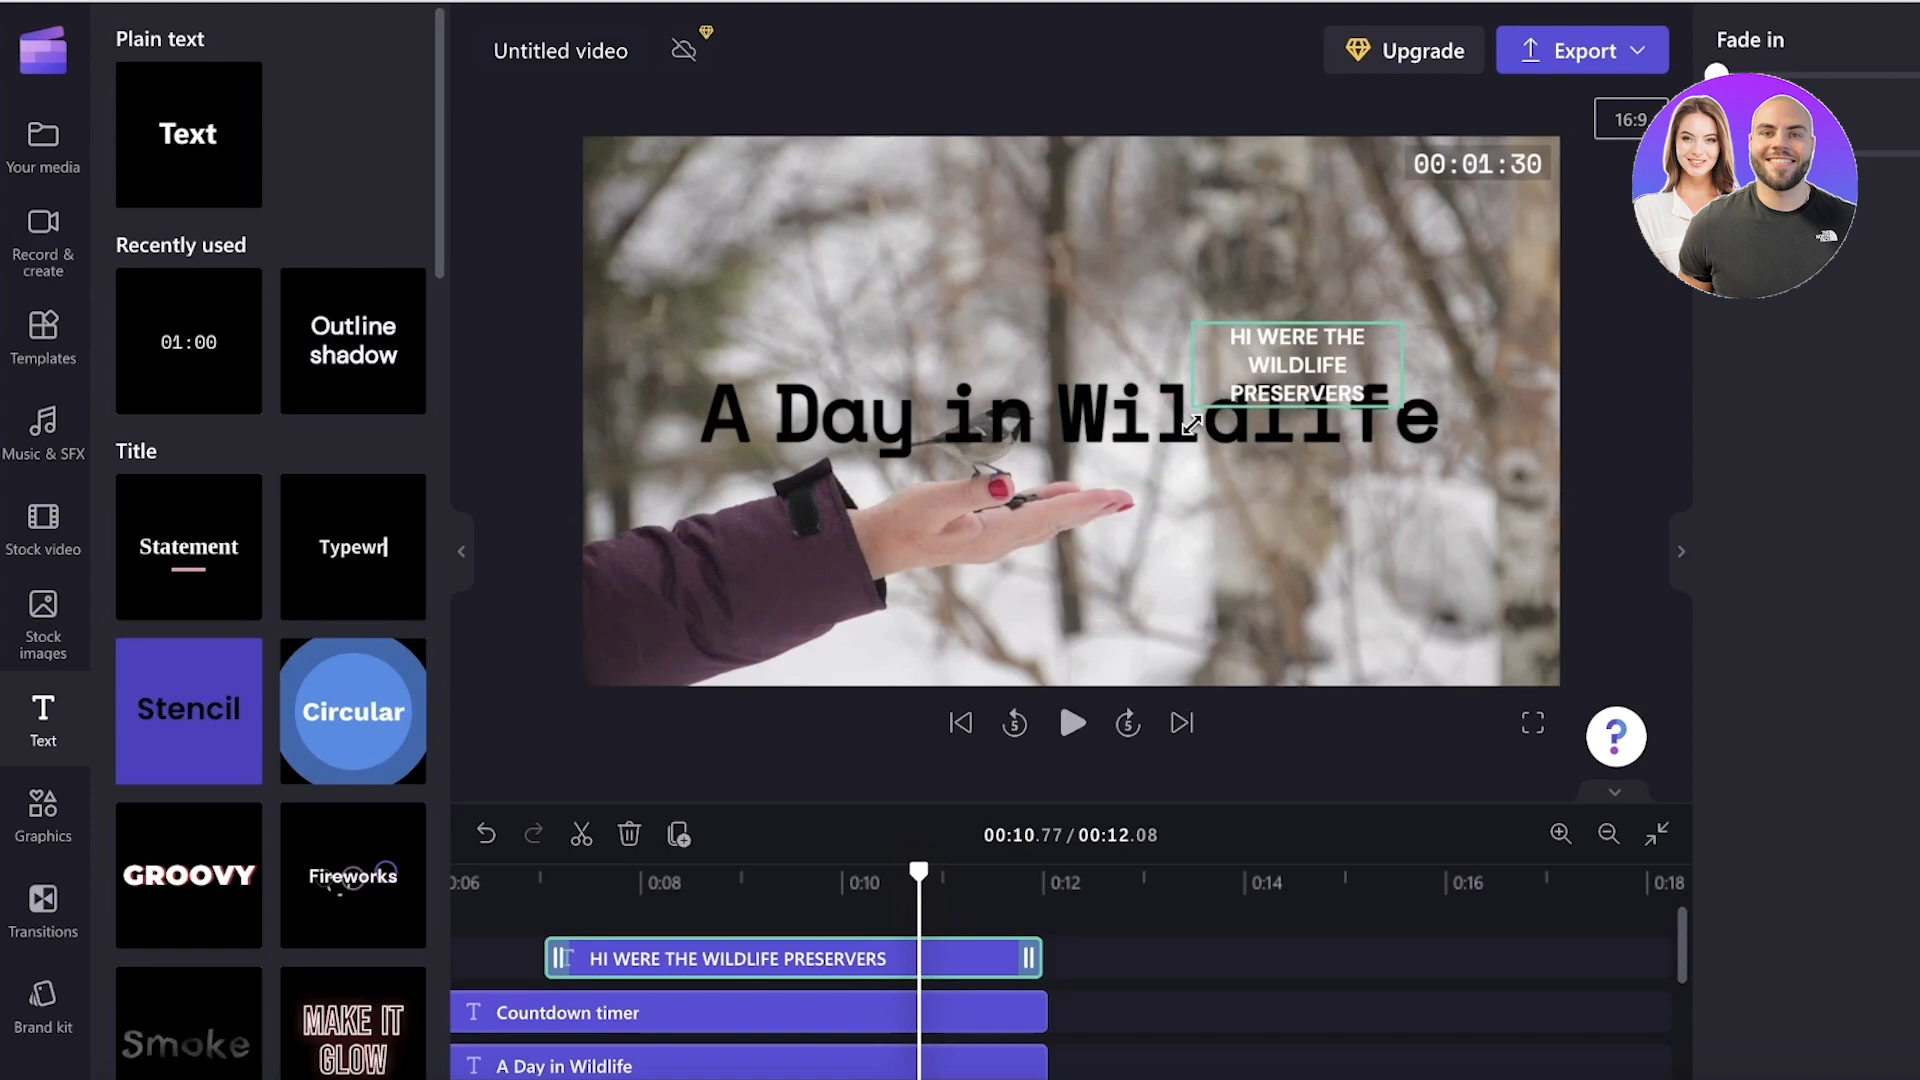 Plain text
Text
Recently used
01:00
Outline
shadow
Title
Statement
Typewr
Stencil
Circular
GROOVY
Fireworks
Smoke
MAKE IT
GLOW
Your media
Record &
create
Templates
Music & SFX
Stock video
Stock
images
Text
Graphics
Transitions
Brand kit
Untitled video
Upgrade
Export
Fade in
16:9
00:01:30
HI WERE THE
WILDLIFE
PRESERVERS
A Day in Wildlife
5
5
?
00:10.77 / 00:12.08
0:06
0:08
0:10
0:12
0:14
0:16
0:18
HI WERE THE WILDLIFE PRESERVERS
T Countdown timer
T A Day in Wildlife